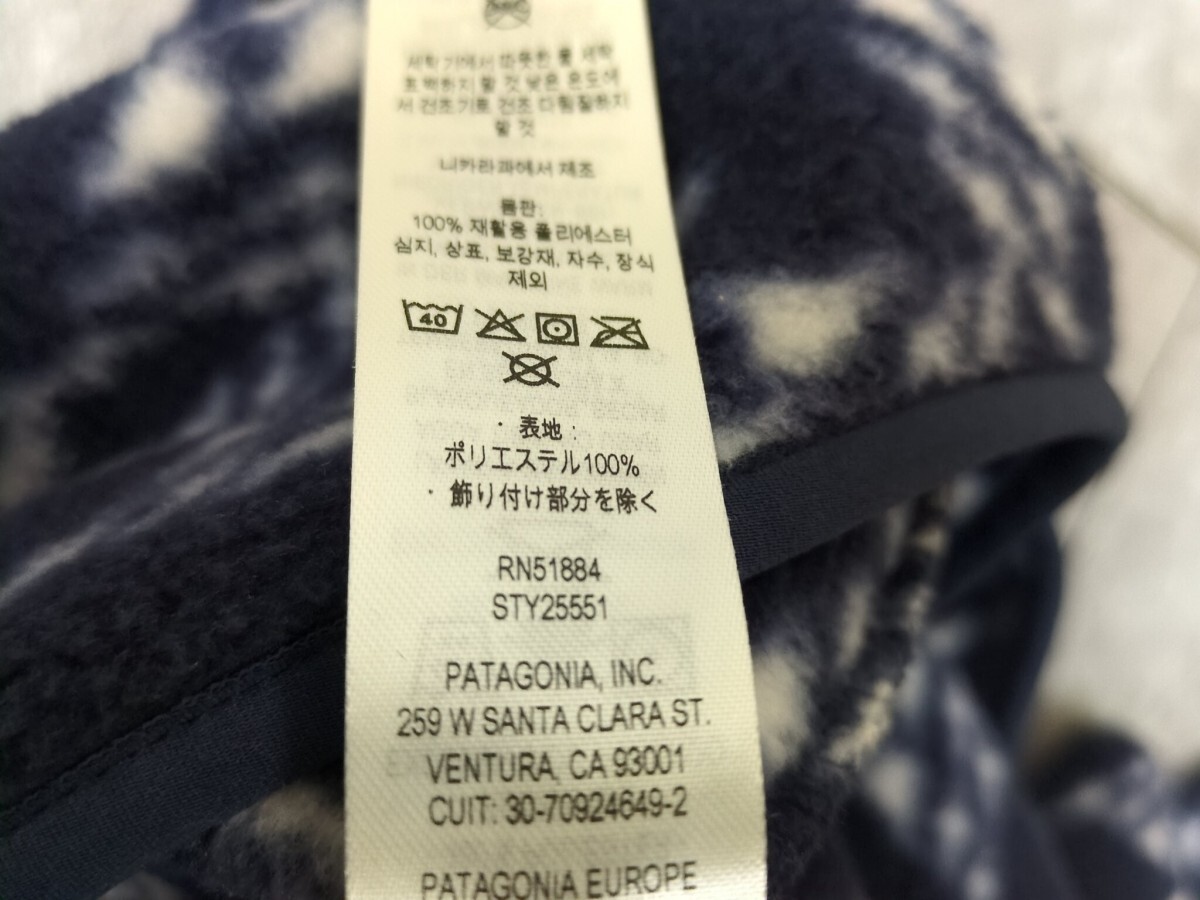 세탁기에서 따뜻한 물 세탁
표백하지 할 것 낮은 온도에
서 건조기로 건조 다림질하지
할 것
니카라과에서 제조
몸판:
100% 재활용 폴리에스터
심지, 상표, 보강재, 자수, 장식
제외
40
・表地:
ポリエステル100%
・飾り付け部分を除く
RN51884
STY25551
PATAGONIA, INC.
259 W SANTA CLARA ST.
VENTURA, CA 93001
CUIT: 30-70924649-2
PATAGONIA EUROPE